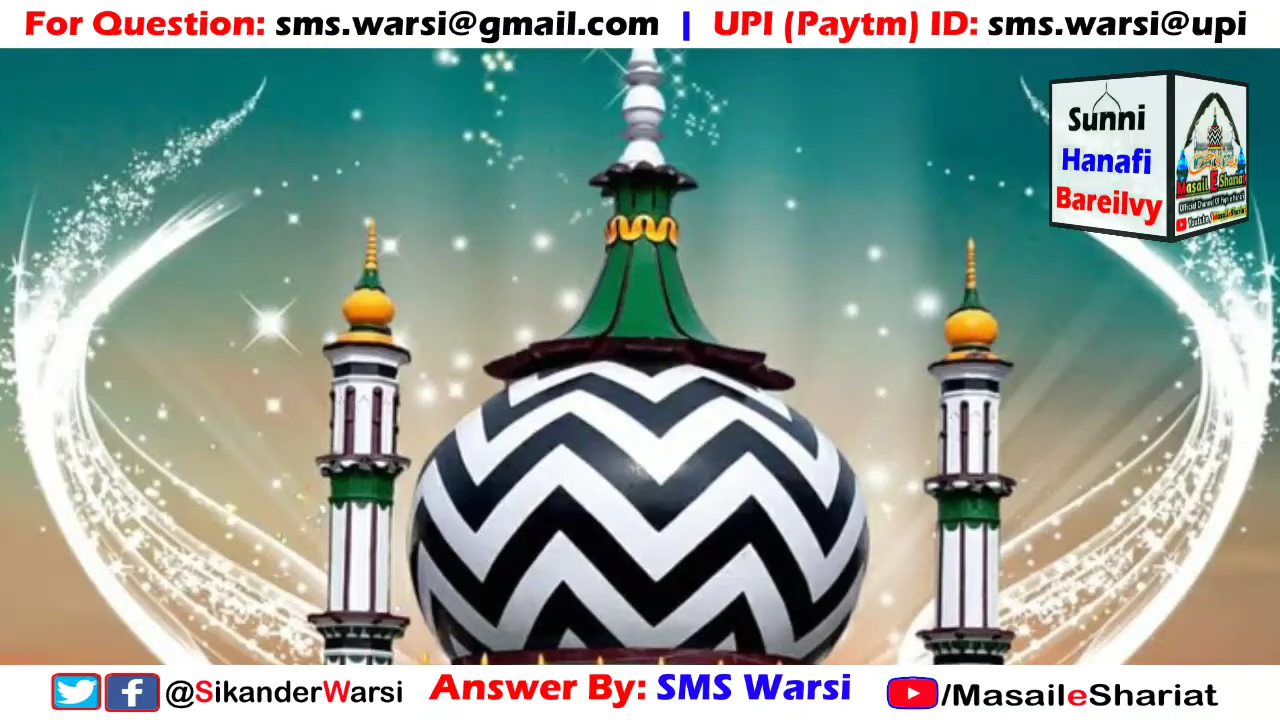 For Question: sms.warsi@gmail.com | UPI (Paytm) ID: sms.warsi@upi
Sunni
Hanafi
Bareilvy
Masail E Shariat
@SikanderWarsi
Answer By: SMS Warsi
/MasaileShariat